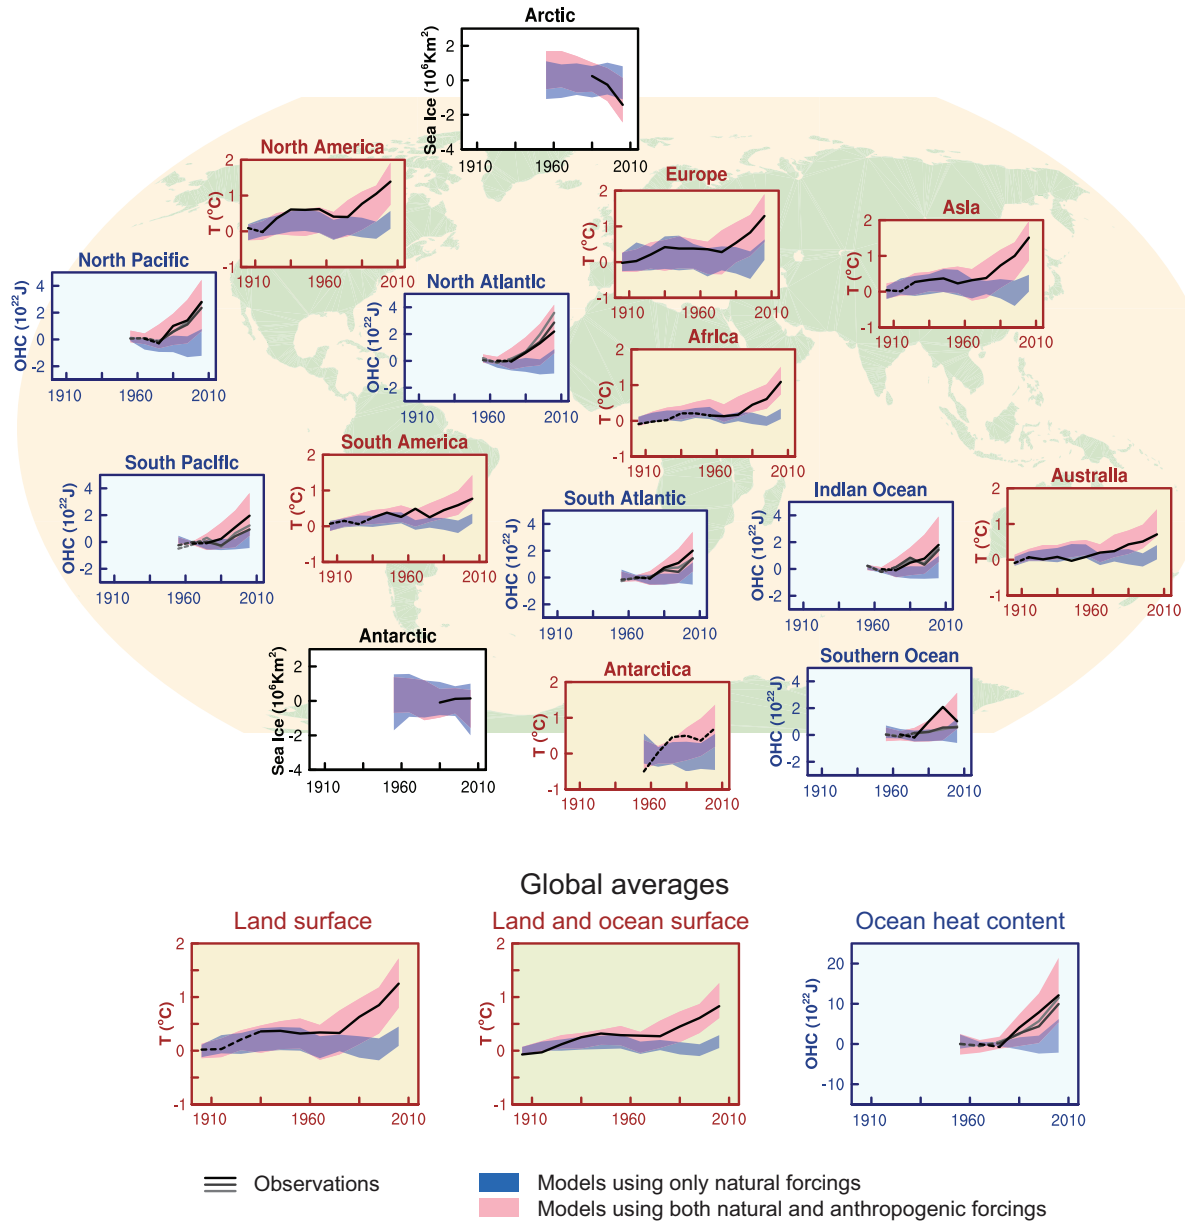 Arctic
Sea Ice (10⁶Km²)
2
0
-2
-4
1910 1960 2010
North America
T (°C)
2
1
0
-1
1910 1960 2010
Europe
T (°C)
2
1
0
-1
1910 1960 2010
Asia
T (°C)
2
1
0
-1
1910 1960 2010
North Pacific
OHC (10²²J)
4
2
0
-2
1910 1960 2010
North Atlantic
OHC (10²²J)
4
2
0
-2
1910 1960 2010
Africa
T (°C)
2
1
0
-1
1910 1960 2010
South America
T (°C)
2
1
0
-1
1910 1960 2010
South Pacific
OHC (10²²J)
4
2
0
-2
1910 1960 2010
South Atlantic
OHC (10²²J)
4
2
0
-2
1910 1960 2010
Indian Ocean
OHC (10²²J)
4
2
0
-2
1910 1960 2010
Australia
T (°C)
2
1
0
-1
1910 1960 2010
Antarctic
Sea Ice (10⁶Km²)
2
0
-2
-4
1910 1960 2010
Antarctica
T (°C)
2
1
0
-1
1910 1960 2010
Southern Ocean
OHC (10²²J)
4
2
0
-2
1910 1960 2010
Global averages
Land surface
T (°C)
2
1
0
-1
1910 1960 2010
Land and ocean surface
T (°C)
2
1
0
-1
1910 1960 2010
Ocean heat content
OHC (10²²J)
20
10
0
-10
1910 1960 2010
Observations
Models using only natural forcings
Models using both natural and anthropogenic forcings